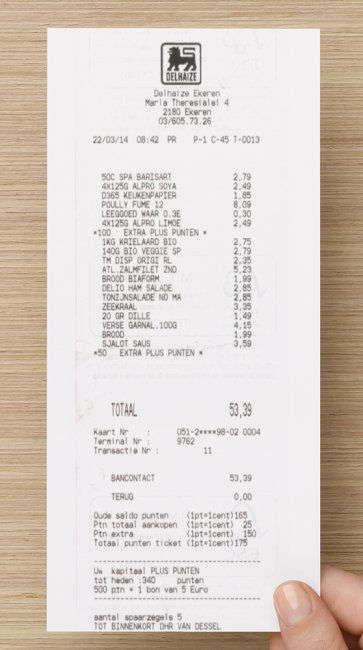 DELHAIZE
Delhaize Ekeren
Maria Theresialei 4
2180 Ekeren
03/605.73.26
22/03/14 08:42 PR P-1 C-45 T-0013
50C SPA BARISART 2,79
4X125G ALPRO SOYA 2,49
D365 KEUKENPAPIER 1,85
POULLY FUME 12 8,09
LEEGGOED WAAR 0.3E 0,30
4X125G ALPRO LIMOE 2,49
*100 EXTRA PLUS PUNTEN *
1KG KRIELAARD BIO 2,75
140G BIO VEGGIE SP 2,79
TM DISP ORIGI RL 2,35
ATL.ZALMFILET ZND 5,23
BROOD BIAFORM 1,99
DELIO HAM SALADE 2,85
TONIJNSALADE NO MA 2,85
ZEEKRAAL 3,35
20 GR DILLE 1,49
VERSE GARNAL.100G 4,15
BROOD 1,99
SJALOT SAUS 3,59
*50 EXTRA PLUS PUNTEN *
TOTAAL 53,39
Kaart Nr : 051-2****98-02 0004
Terminal Nr : 9762
Transactie Nr : 11
BANCONTACT 53,39
TERUG 0,00
Oude saldo punten (1pt=1cent)165
Ptn totaal aankopen (1pt=1cent) 25
Ptn extra (1pt=1cent) 150
Totaal punten ticket (1pt=1cent)175
Uw kapitaal PLUS PUNTEN
tot heden :340 punten
500 ptn = 1 bon van 5 Euro
aantal spaarzegels 5
TOT BINNENKORT DHR VAN DESSEL